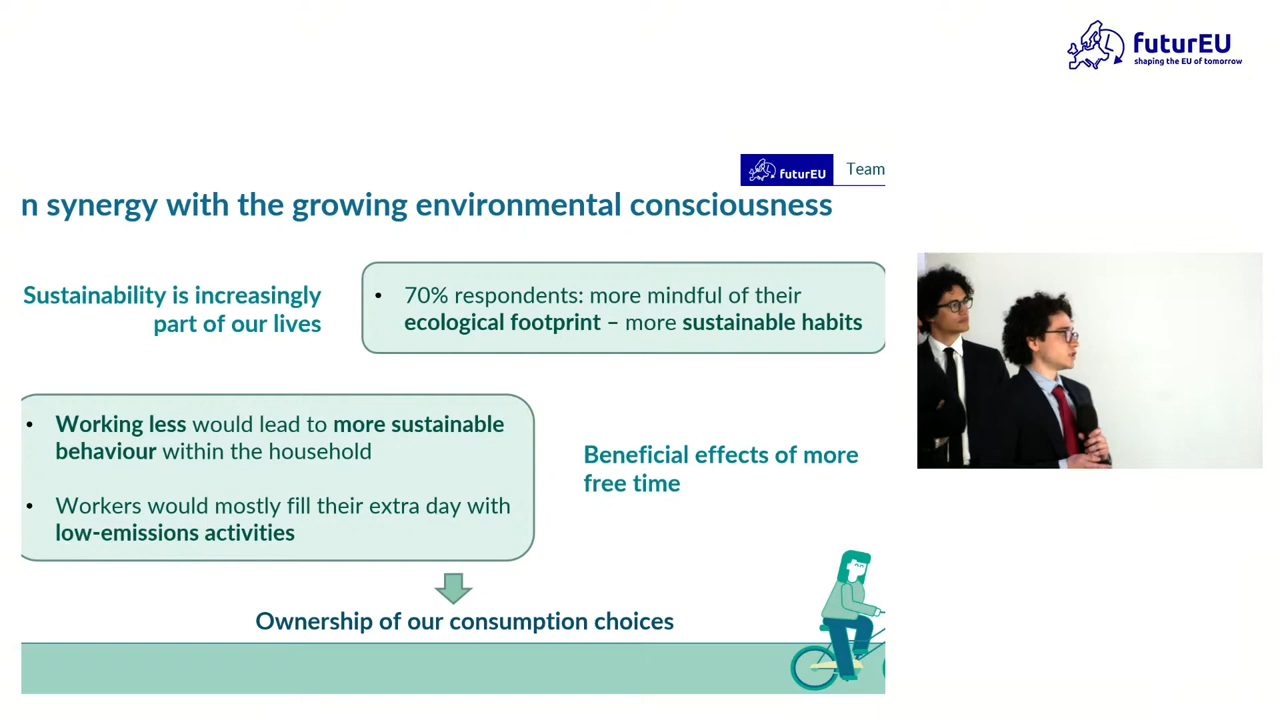 futurEU
shaping the EU of tomorrow
futurEU
Team
n synergy with the growing environmental consciousness
Sustainability is increasingly
part of our lives
• 70% respondents: more mindful of their
ecological footprint – more sustainable habits
• Working less would lead to more sustainable
behaviour within the household
• Workers would mostly fill their extra day with
low-emissions activities
Beneficial effects of more
free time
Ownership of our consumption choices